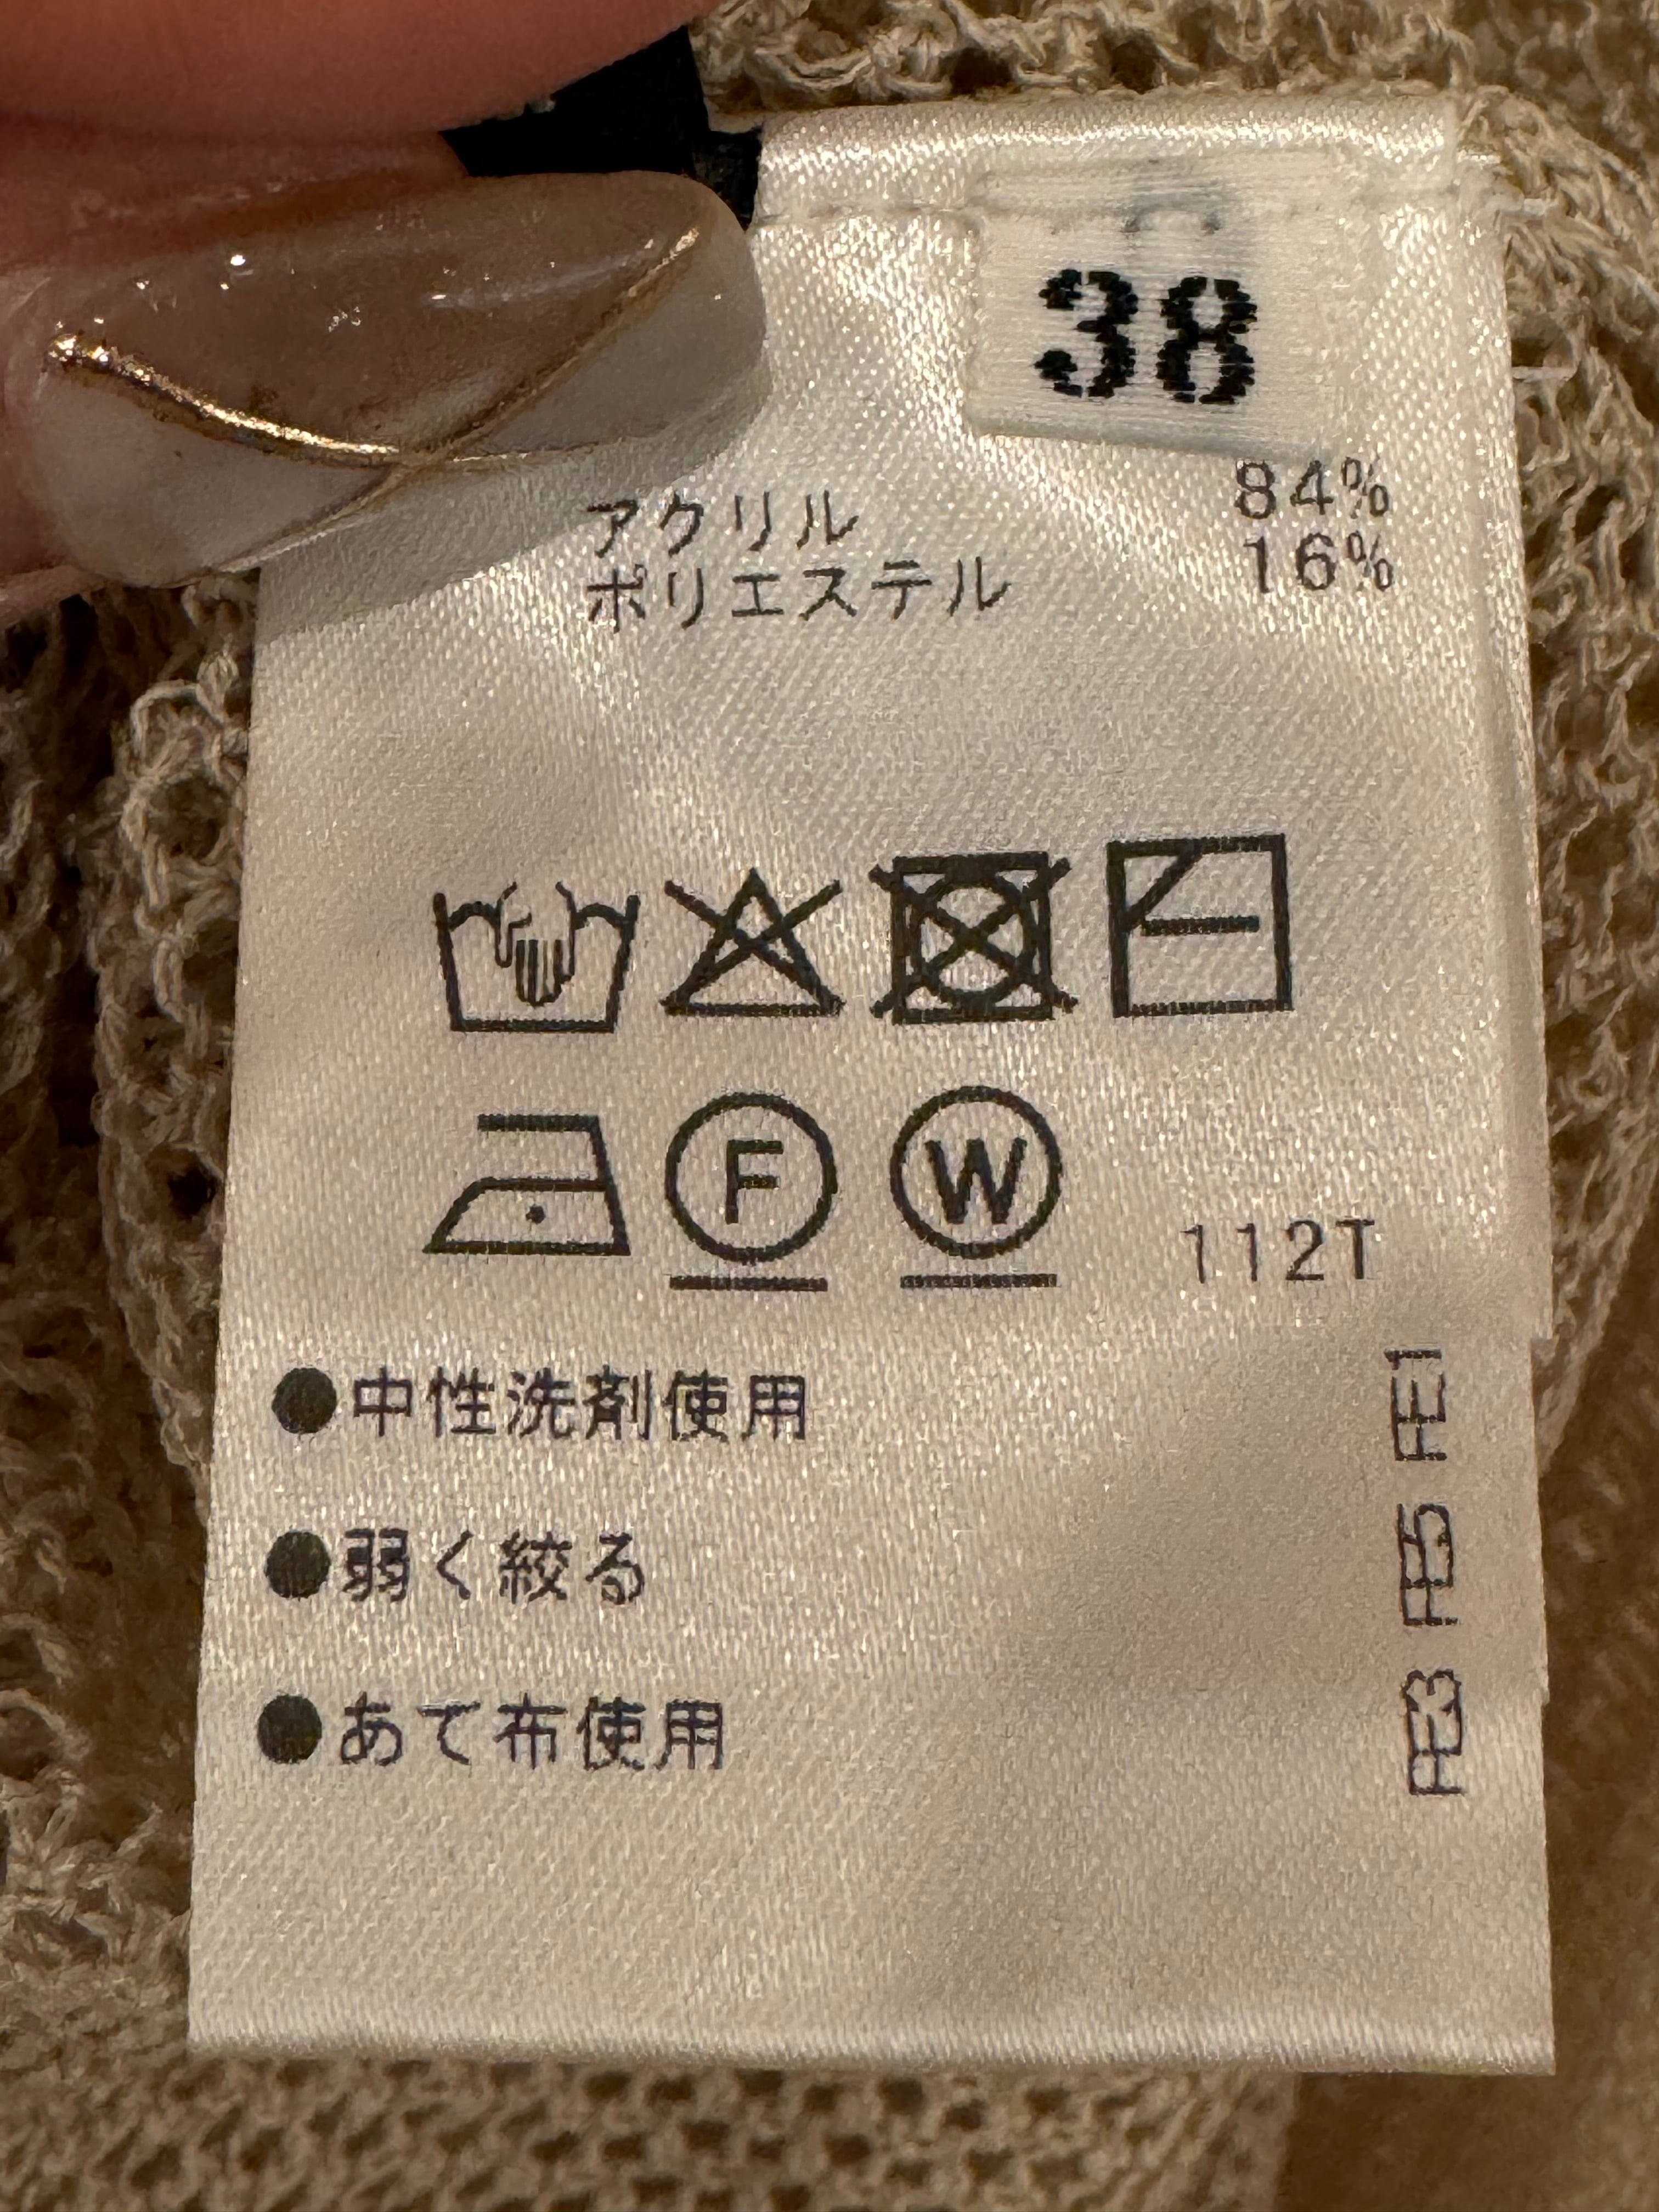 38
アクリル 84%
ポリエステル 16%
F W
112T
●中性洗剤使用
●弱く絞る
●あて布使用